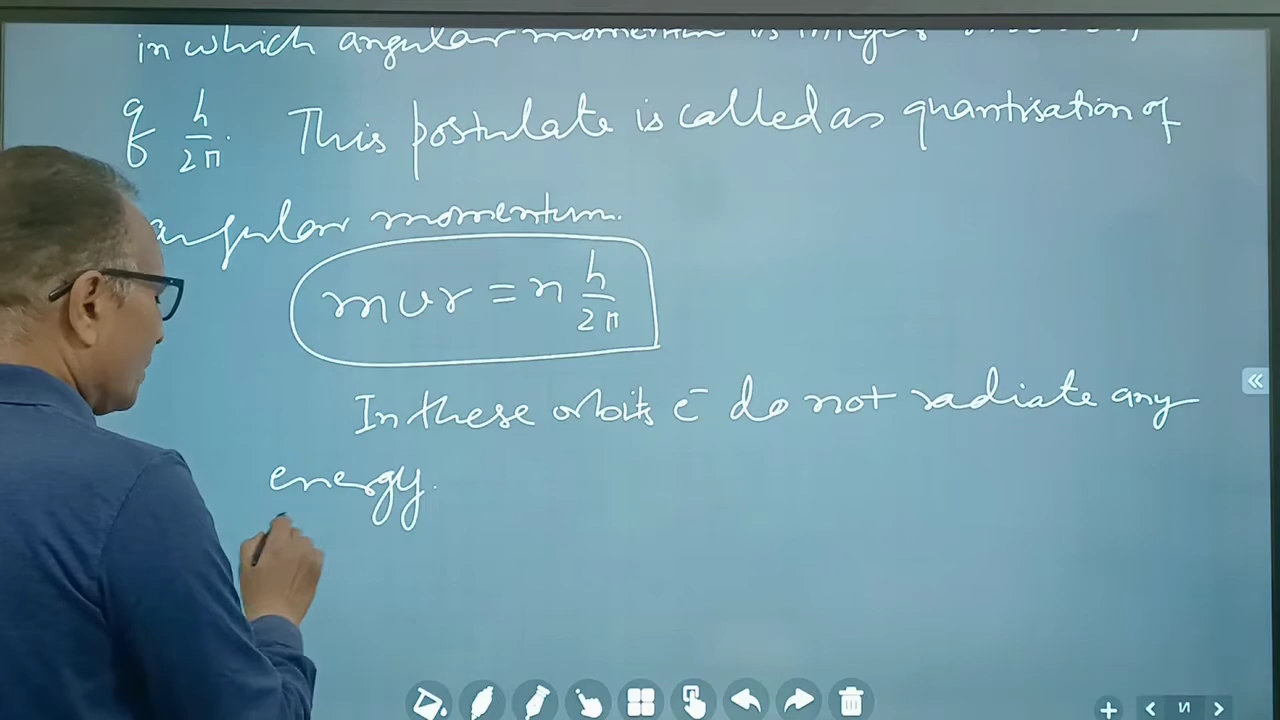 in which angular momentum is integer
of h/2π. This postulate is called as quantisation of
angular momentum.
mvr = n h/2π
In these orbits e⁻ do not radiate any
energy.